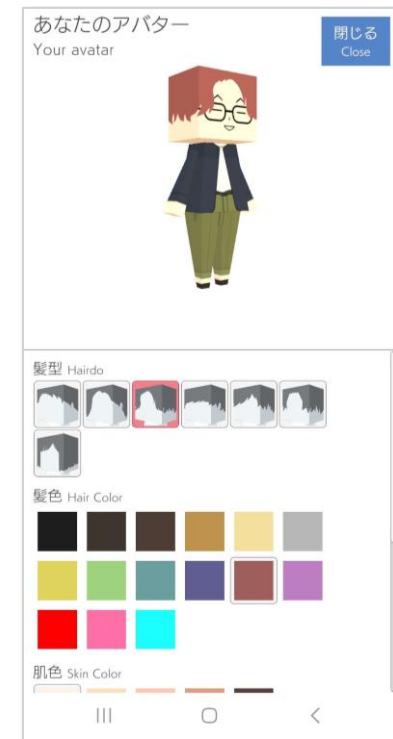 あなたのアバター
Your avatar
閉じる
Close
髪型 Hairdo
髪色 Hair Color
肌色 Skin Color